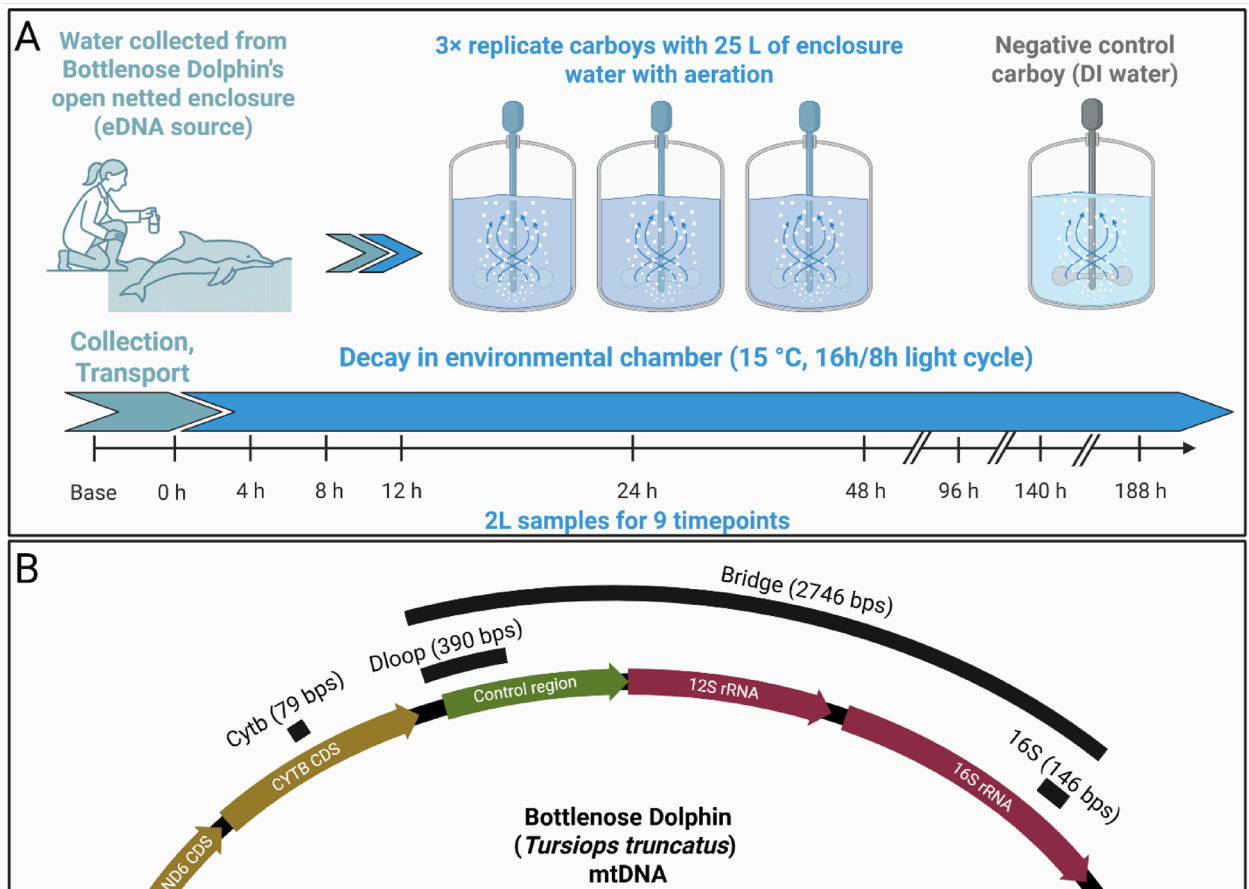 A
Water collected from
Bottlenose Dolphin's
open netted enclosure
(eDNA source)
3× replicate carboys with 25 L of enclosure
water with aeration
Negative control
carboy (DI water)
Collection,
Transport
Decay in environmental chamber (15 °C, 16h/8h light cycle)
Base 0 h 4 h 8 h 12 h 24 h 48 h 96 h 140 h 188 h
2L samples for 9 timepoints
B
Bridge (2746 bps)
Dloop (390 bps)
Cytb (79 bps)
16S (146 bps)
Control region
12S rRNA
CYTB CDS
16S rRNA
ND6 CDS
Bottlenose Dolphin
(Tursiops truncatus)
mtDNA